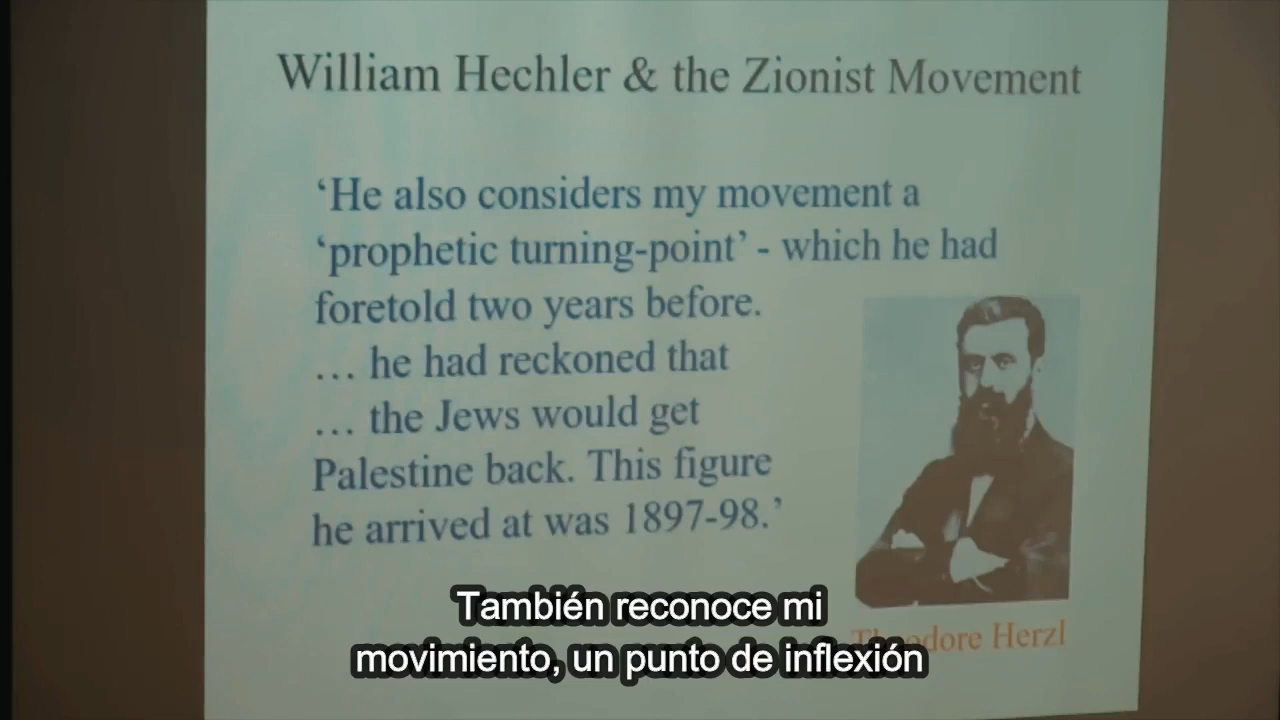 William Hechler & the Zionist Movement
‘He also considers my movement a
‘prophetic turning-point’ - which he had
foretold two years before.
… he had reckoned that
… the Jews would get
Palestine back. This figure
he arrived at was 1897-98.’
Theodore Herzl
También reconoce mi
movimiento, un punto de inflexión